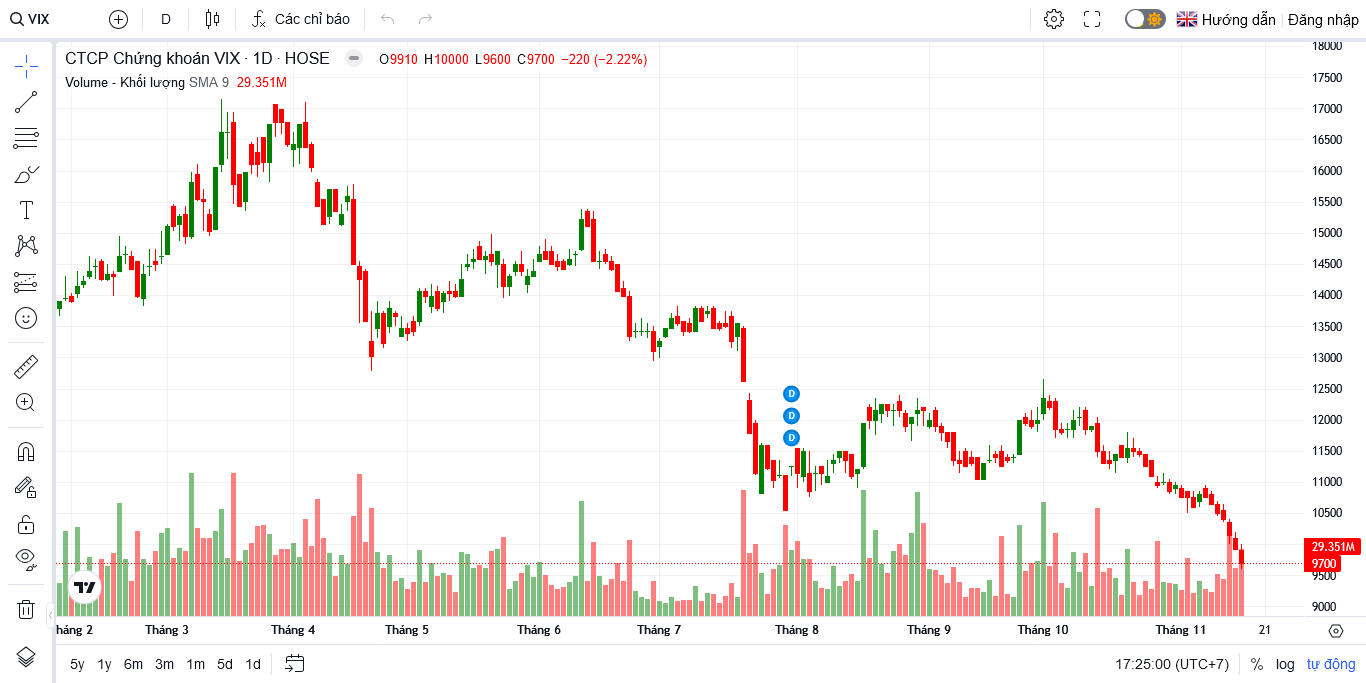 VIX D Các chỉ báo Hướng dẫn Đăng nhập
CTCP Chứng khoán VIX · 1D · HOSE O9910 H10000 L9600 C9700 −220 (−2.22%)
Volume - Khối lượng SMA 9 29.351M
18000
17500
17000
16500
16000
15500
15000
14500
14000
13500
13000
12500
12000
11500
11000
10500
29.351M
9700
9500
9000
D
D
D
háng 2 Tháng 3 Tháng 4 Tháng 5 Tháng 6 Tháng 7 Tháng 8 Tháng 9 Tháng 10 Tháng 11 21
5y 1y 6m 3m 1m 5d 1d 17:25:00 (UTC+7) % log tự động